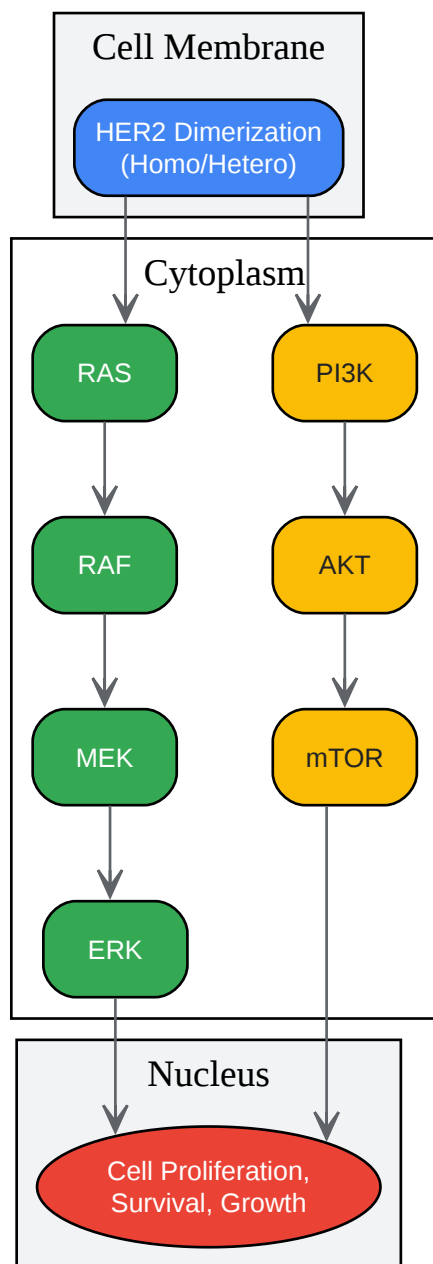 Cell Membrane
HER2 Dimerization
(Homo/Hetero)
Cytoplasm
RAS
PI3K
RAF
AKT
MEK
mTOR
ERK
Nucleus
Cell Proliferation,
Survival, Growth